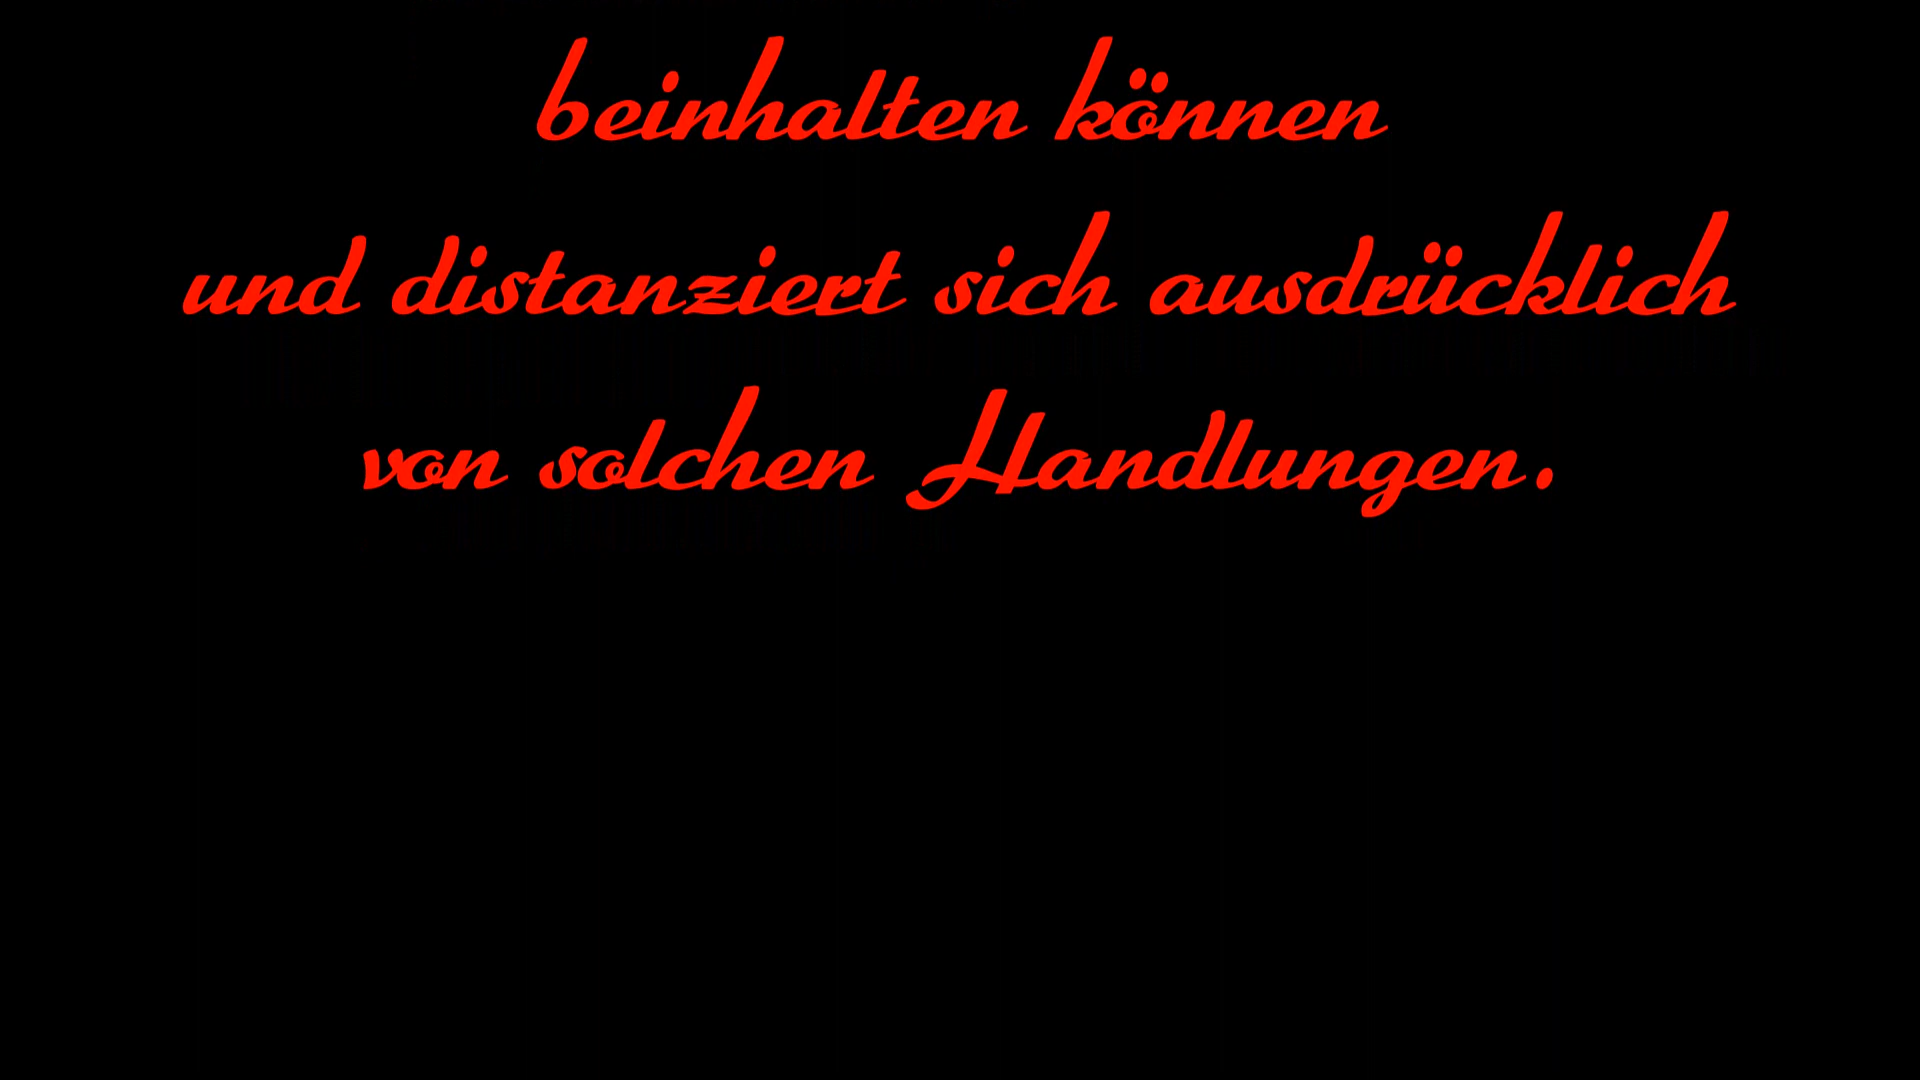 beinhalten können
und distanziert sich ausdrücklich
von solchen Handlungen.